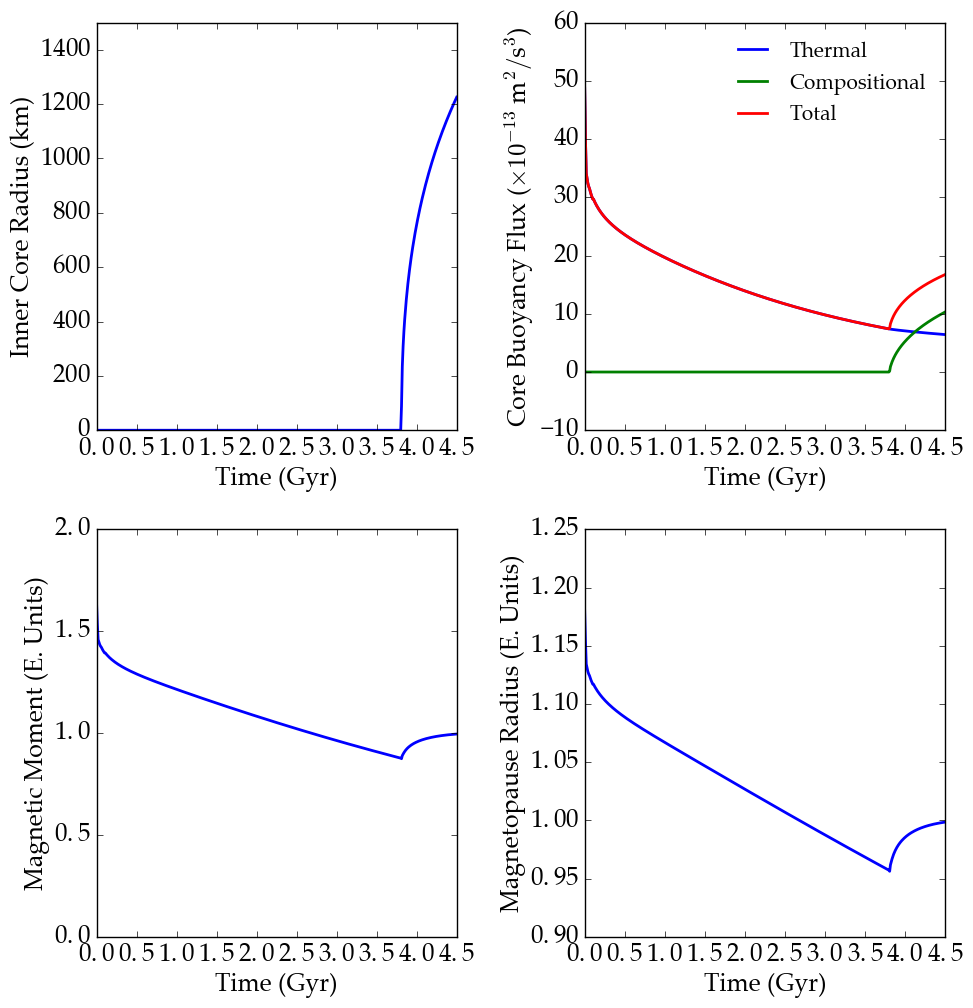 Inner Core Radius (km)
1400
1200
1000
800
600
400
200
0
0.0 0.5 1.0 1.5 2.0 2.5 3.0 3.5 4.0 4.5
Time (Gyr)
Core Buoyancy Flux (×10⁻¹³ m²/s³)
60
50
40
30
20
10
0
−10
Thermal
Compositional
Total
0.0 0.5 1.0 1.5 2.0 2.5 3.0 3.5 4.0 4.5
Time (Gyr)
Magnetic Moment (E. Units)
2.0
1.5
1.0
0.5
0.0
0.0 0.5 1.0 1.5 2.0 2.5 3.0 3.5 4.0 4.5
Time (Gyr)
Magnetopause Radius (E. Units)
1.25
1.20
1.15
1.10
1.05
1.00
0.95
0.90
0.0 0.5 1.0 1.5 2.0 2.5 3.0 3.5 4.0 4.5
Time (Gyr)